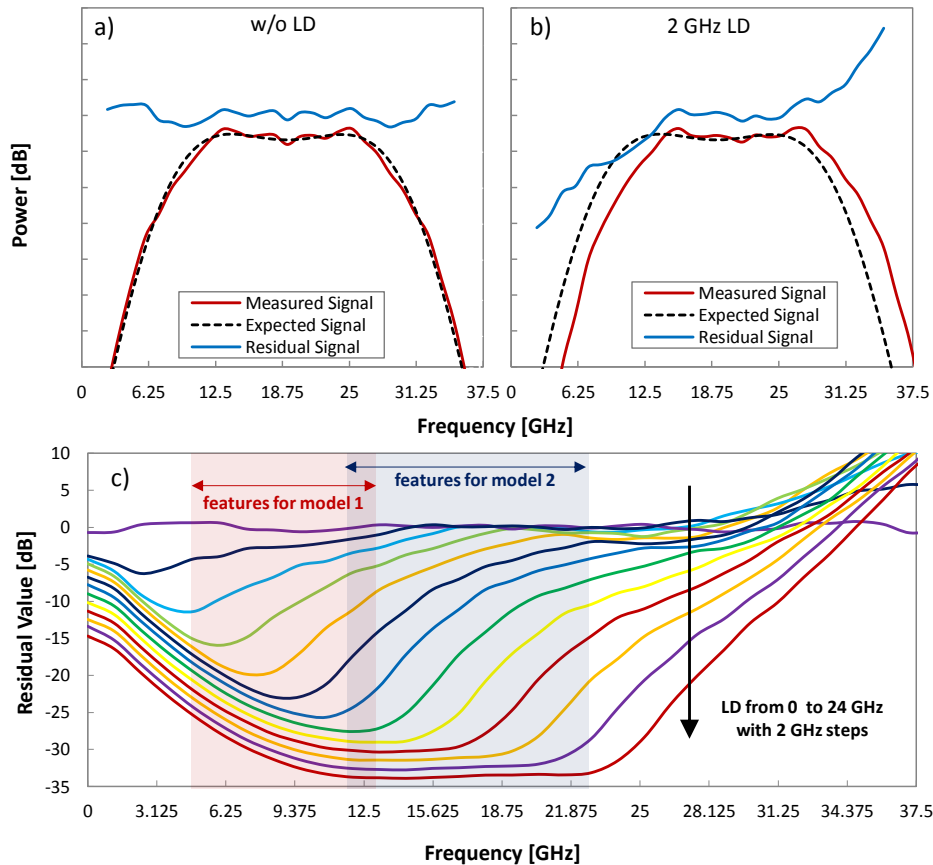 a)
w/o LD
b)
2 GHz LD
Power [dB]
Measured Signal
Expected Signal
Residual Signal
Measured Signal
Expected Signal
Residual Signal
0
6.25
12.5
18.75
25
31.25
37.5
0
6.25
12.5
18.75
25
31.25
37.5
Frequency [GHz]
c)
features for model 1
features for model 2
LD from 0 to 24 GHz
with 2 GHz steps
Residual Value [dB]
10
5
0
-5
-10
-15
-20
-25
-30
-35
0
3.125
6.25
9.375
12.5
15.625
18.75
21.875
25
28.125
31.25
34.375
37.5
Frequency [GHz]